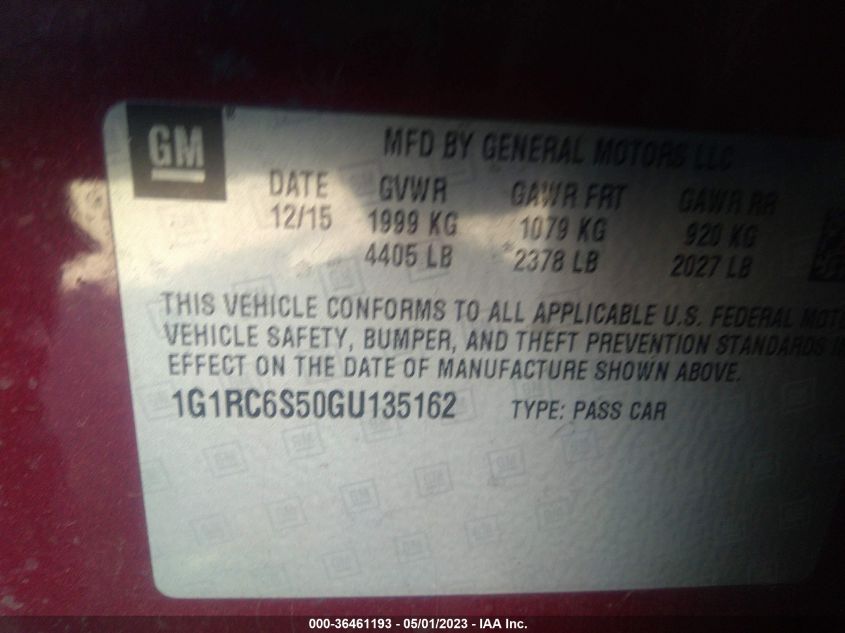 GM
MFD BY GENERAL MOTORS LLC
DATE GVWR GAWR FRT GAWR RR
12/15 1999 KG 1079 KG 920 KG
4405 LB 2378 LB 2027 LB
THIS VEHICLE CONFORMS TO ALL APPLICABLE U.S. FEDERAL MOT
VEHICLE SAFETY, BUMPER, AND THEFT PREVENTION STANDARDS I
EFFECT ON THE DATE OF MANUFACTURE SHOWN ABOVE.
1G1RC6S50GU135162 TYPE: PASS CAR
000-36461193 - 05/01/2023 - IAA Inc.